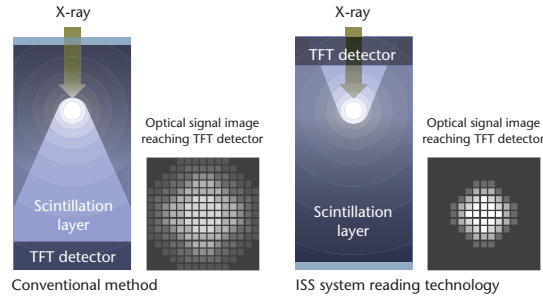 X-ray
Scintillation
layer
TFT detector
Optical signal image
reaching TFT detector
Conventional method
X-ray
TFT detector
Scintillation
layer
Optical signal image
reaching TFT detector
ISS system reading technology